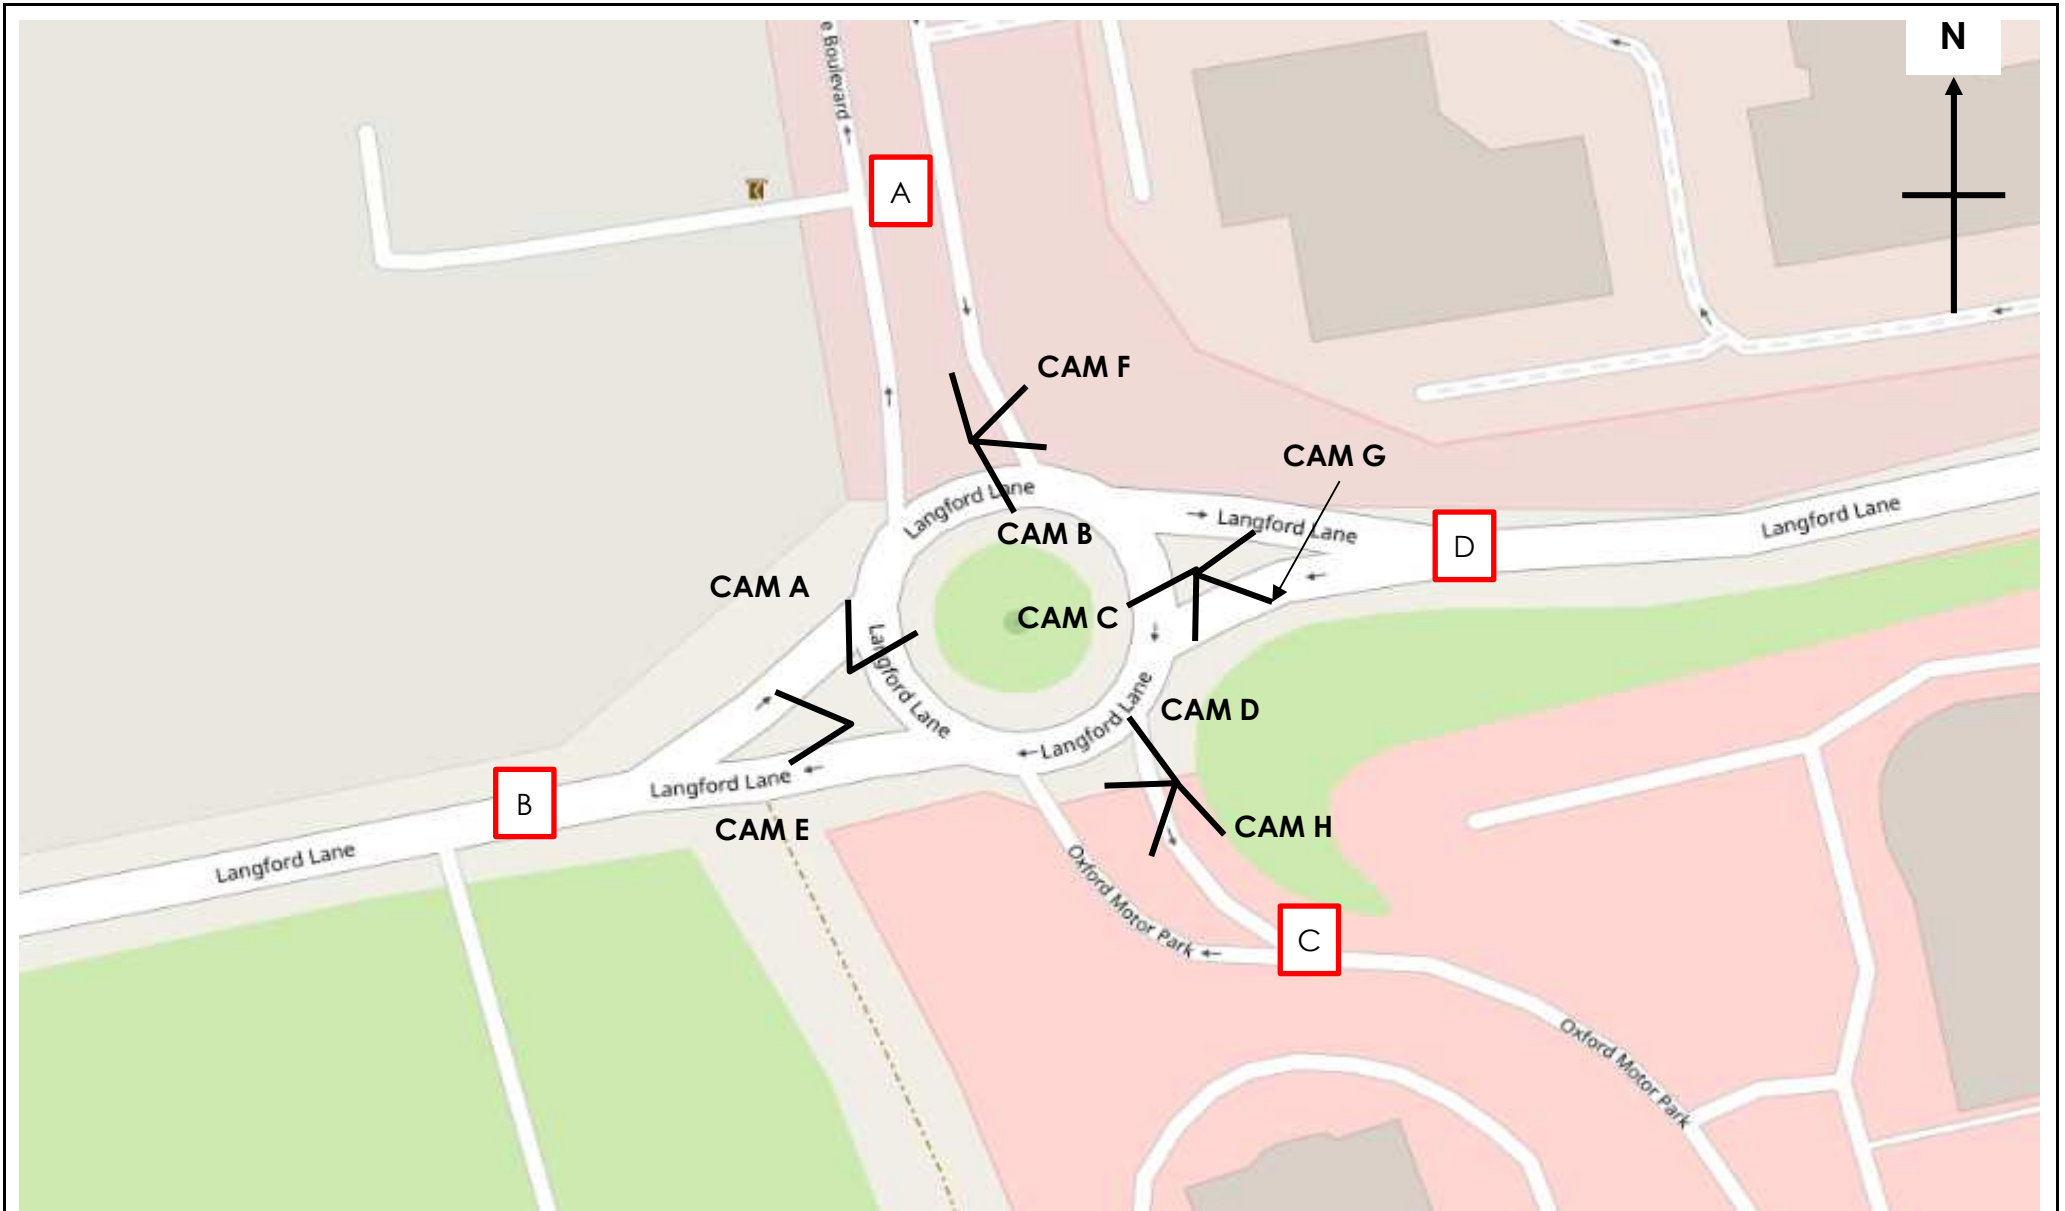 N
e Boulevard
A
CAM F
CAM G
Langford Lane
Langford Lane
Langford Lane
D
CAM B
CAM A
CAM C
Langford Lane
Langford Lane
CAM D
Langford Lane
B
CAM E
CAM H
Langford Lane
Oxford Motor Park
C
Oxford Motor Park